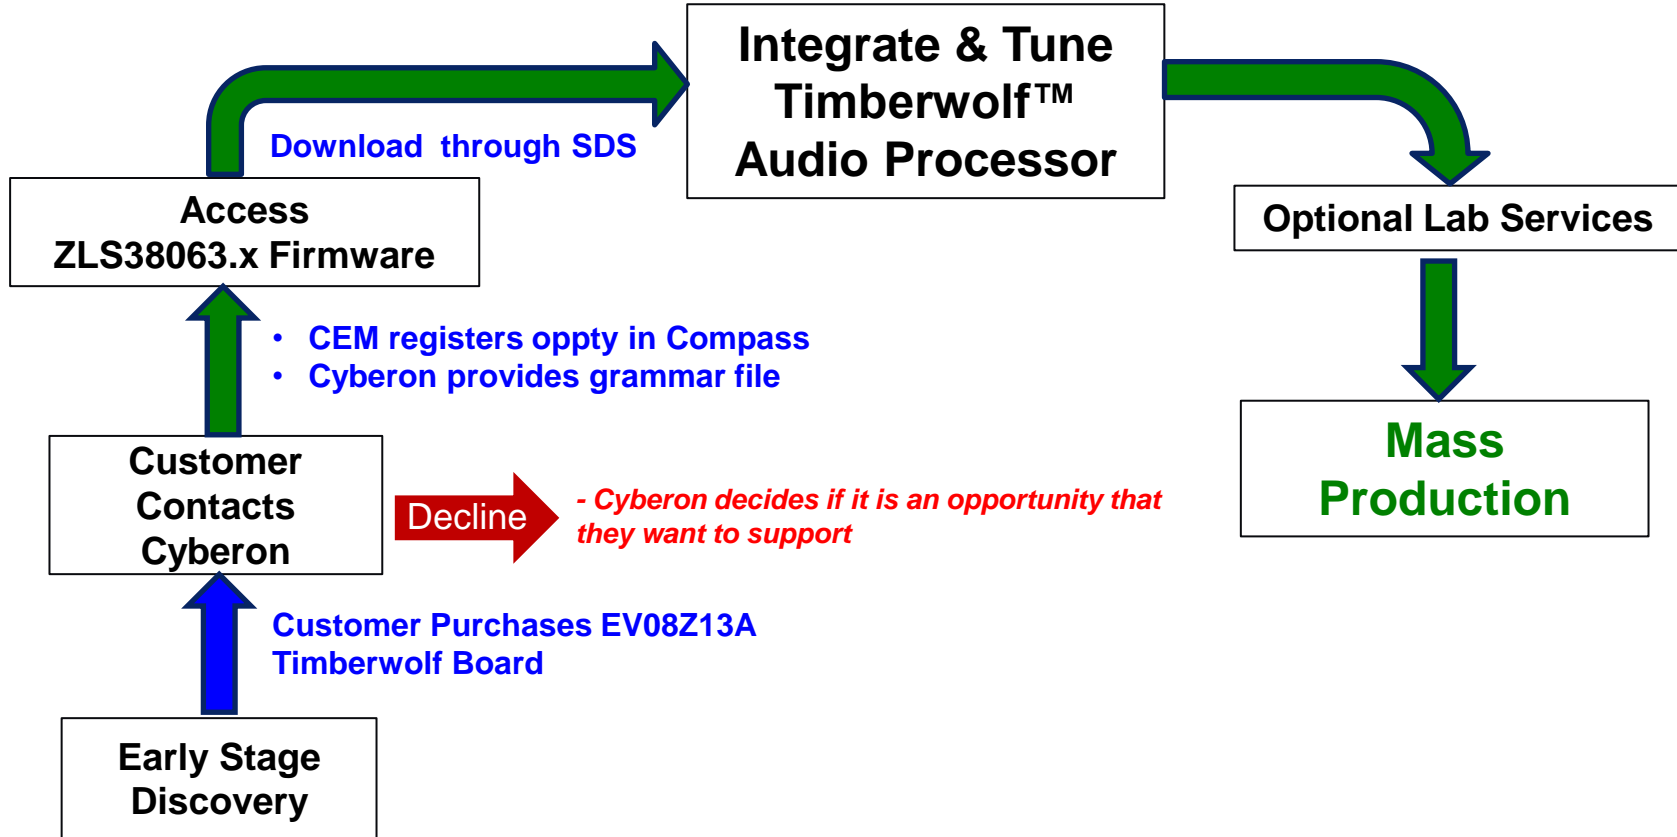 Integrate & Tune
Timberwolf™
Audio Processor
Download through SDS
Access
ZLS38063.x Firmware
Optional Lab Services
• CEM registers oppty in Compass
• Cyberon provides grammar file
Mass
Production
Customer
Contacts
Cyberon
Decline
- Cyberon decides if it is an opportunity that
they want to support
Customer Purchases EV08Z13A
Timberwolf Board
Early Stage
Discovery